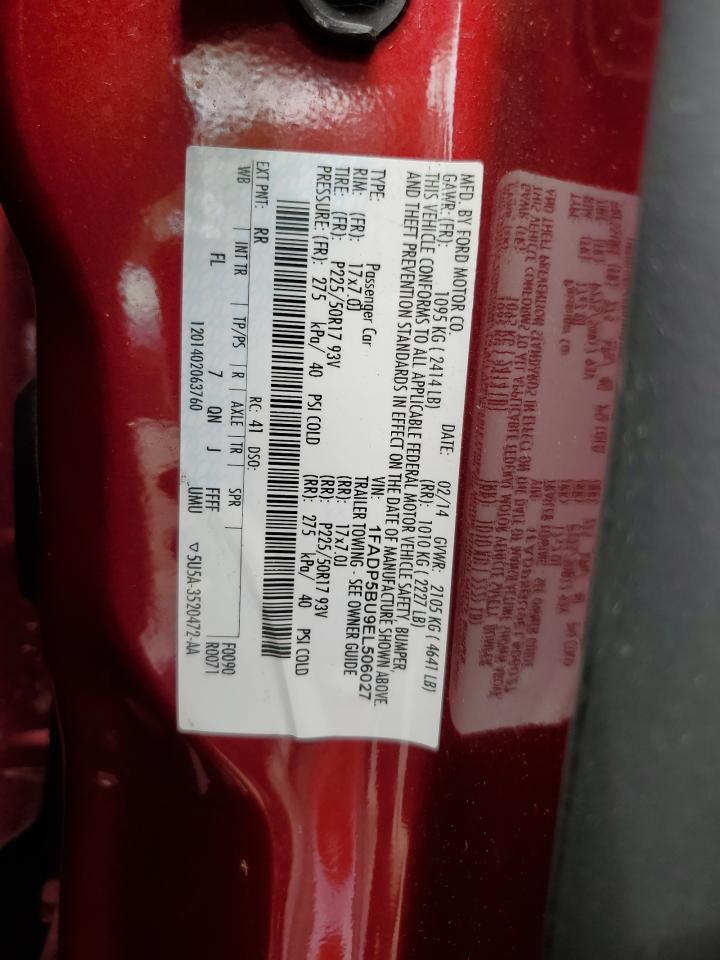 MFD. BY FORD MOTOR CO.
DATE: 02/14 GVWR: 2105 KG ( 4641 LB)
GAWR: (FR): 1095 KG ( 2414 LB) (RR): 1010 KG ( 2227 LB)
THIS VEHICLE CONFORMS TO ALL APPLICABLE FEDERAL MOTOR VEHICLE SAFETY, BUMPER,
AND THEFT PREVENTION STANDARDS IN EFFECT ON THE DATE OF MANUFACTURE SHOWN ABOVE.
VIN: 1FADP5BU9EL506027
TYPE: Passenger Car TRAILER TOWING - SEE OWNER GUIDE
RIM: (FR): 17x7.0J (RR): 17x7.0J
TIRE: (FR): P225/50R17 93V (RR): P225/50R17 93V
PRESSURE: (FR): 275 kPa/ 40 PSI COLD (RR): 275 kPa/ 40 PSI COLD
EXT PNT: RR RC: 41 DSO: F0090
WB INT TR TP/PS R AXLE TR SPR R0071
FL 7 QN J FFFF
1201402063760 UMU ▽5U5A-3520472-AA